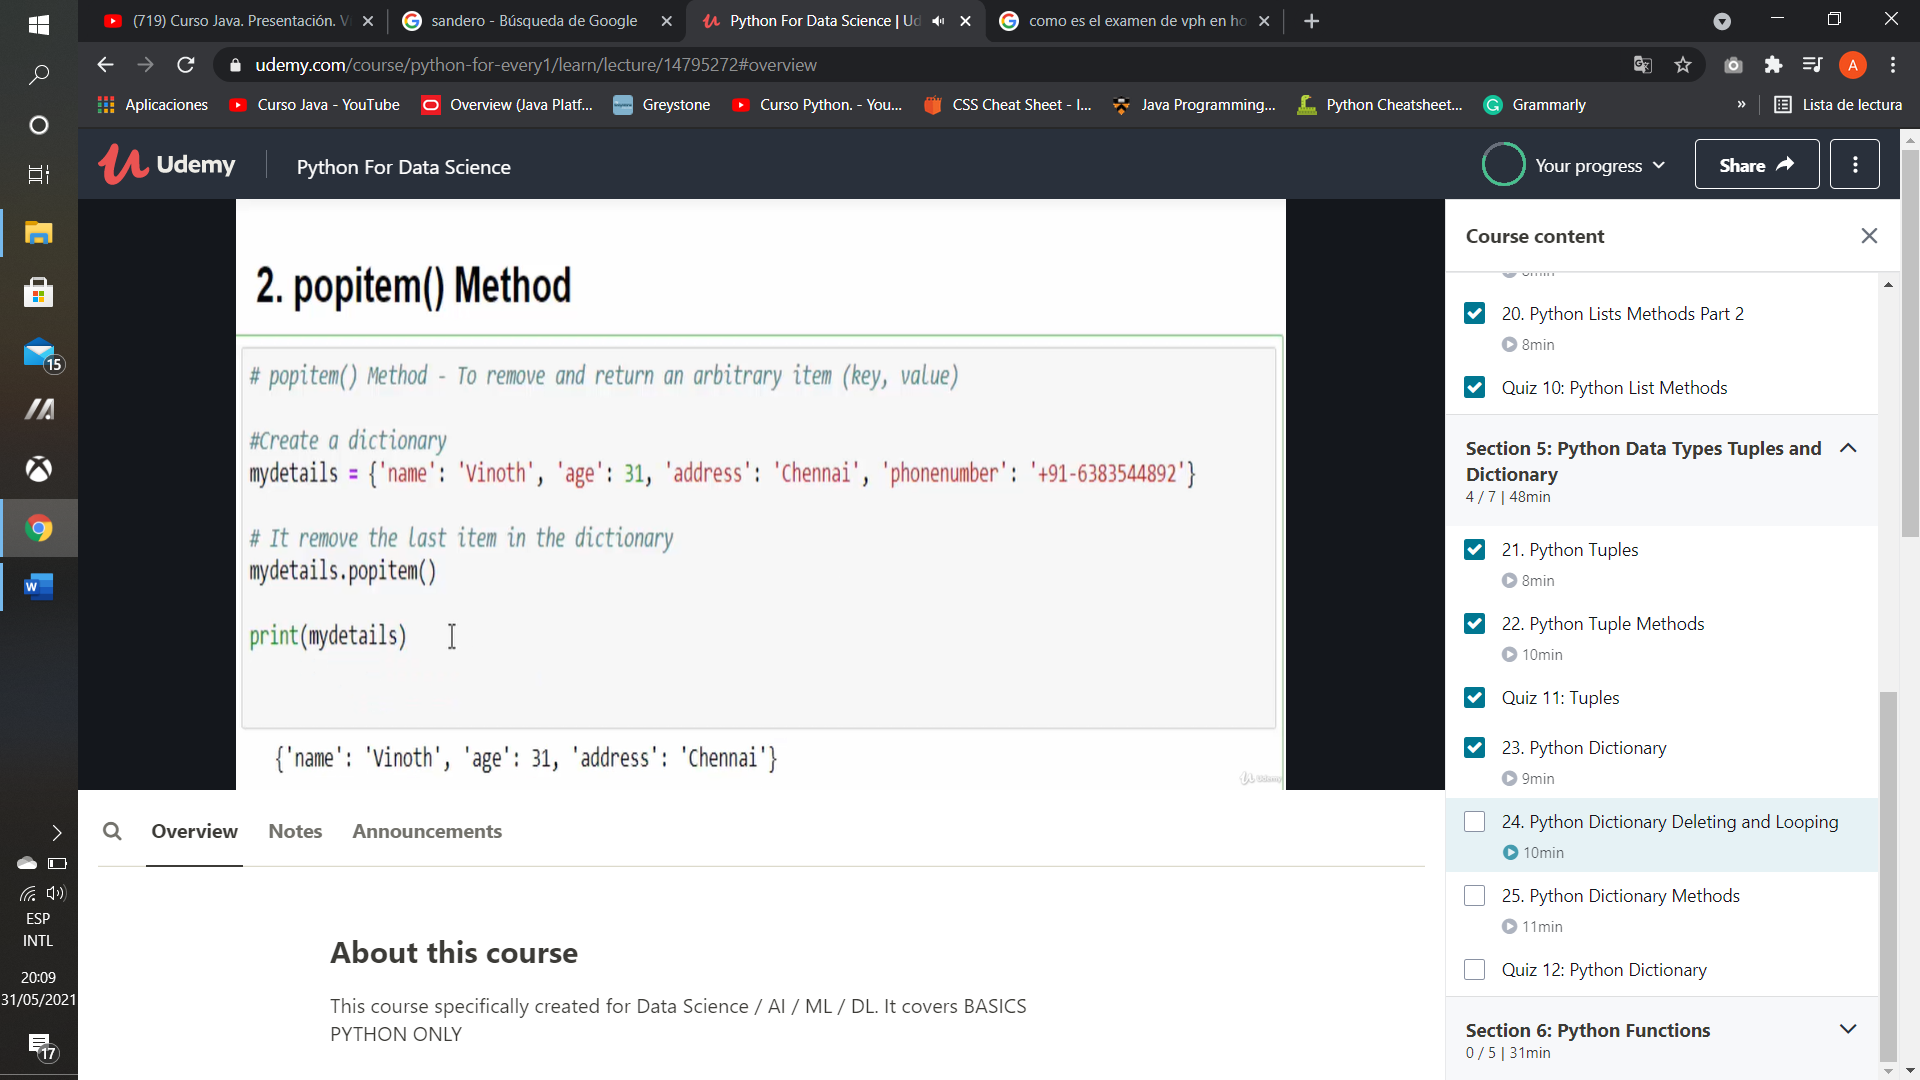 (719) Curso Java. Presentación. V
sandero - Búsqueda de Google
Python For Data Science | Ud
como es el examen de vph en ho
udemy.com/course/python-for-every1/learn/lecture/14795272#overview
A
Aplicaciones
Curso Java - YouTube
Overview (Java Platf...
Greystone
Curso Python. - You...
CSS Cheat Sheet - I...
Java Programming...
Python Cheatsheet...
Grammarly
»
Lista de lectura
Udemy
Python For Data Science
Your progress
Share
2. popitem() Method
# popitem() Method - To remove and return an arbitrary item (key, value)
#Create a dictionary
mydetails = {'name': 'Vinoth', 'age': 31, 'address': 'Chennai', 'phonenumber': '+91-6383544892'}
# It remove the last item in the dictionary
mydetails.popitem()
print(mydetails)
{'name': 'Vinoth', 'age': 31, 'address': 'Chennai'}
Udemy
Course content
20. Python Lists Methods Part 2
8min
Quiz 10: Python List Methods
Section 5: Python Data Types Tuples and
Dictionary
4 / 7 | 48min
21. Python Tuples
8min
22. Python Tuple Methods
10min
Quiz 11: Tuples
23. Python Dictionary
9min
24. Python Dictionary Deleting and Looping
10min
25. Python Dictionary Methods
11min
Quiz 12: Python Dictionary
Section 6: Python Functions
0 / 5 | 31min
Overview
Notes
Announcements
About this course
This course specifically created for Data Science / AI / ML / DL. It covers BASICS
PYTHON ONLY
15
W
ESP
INTL
20:09
31/05/2021
17